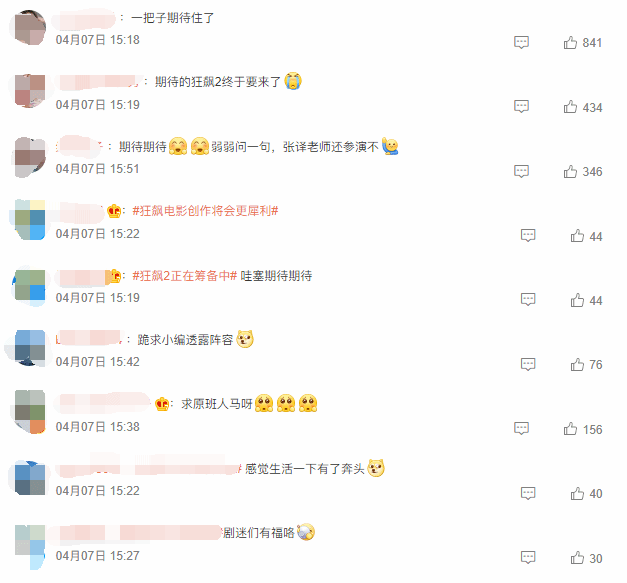 ：一把子期待住了
04月07日 15:18
841
：期待的狂飙2终于要来了
04月07日 15:19
434
：期待期待 弱弱问一句，张译老师还参演不
04月07日 15:51
346
：#狂飙电影创作将会更犀利#
04月07日 15:22
44
：#狂飙2正在筹备中# 哇塞期待期待
04月07日 15:19
44
：跪求小编透露阵容
04月07日 15:42
76
：求原班人马呀
04月07日 15:38
156
# 感觉生活一下有了奔头
04月07日 15:22
40
剧迷们有福咯
04月07日 15:27
30